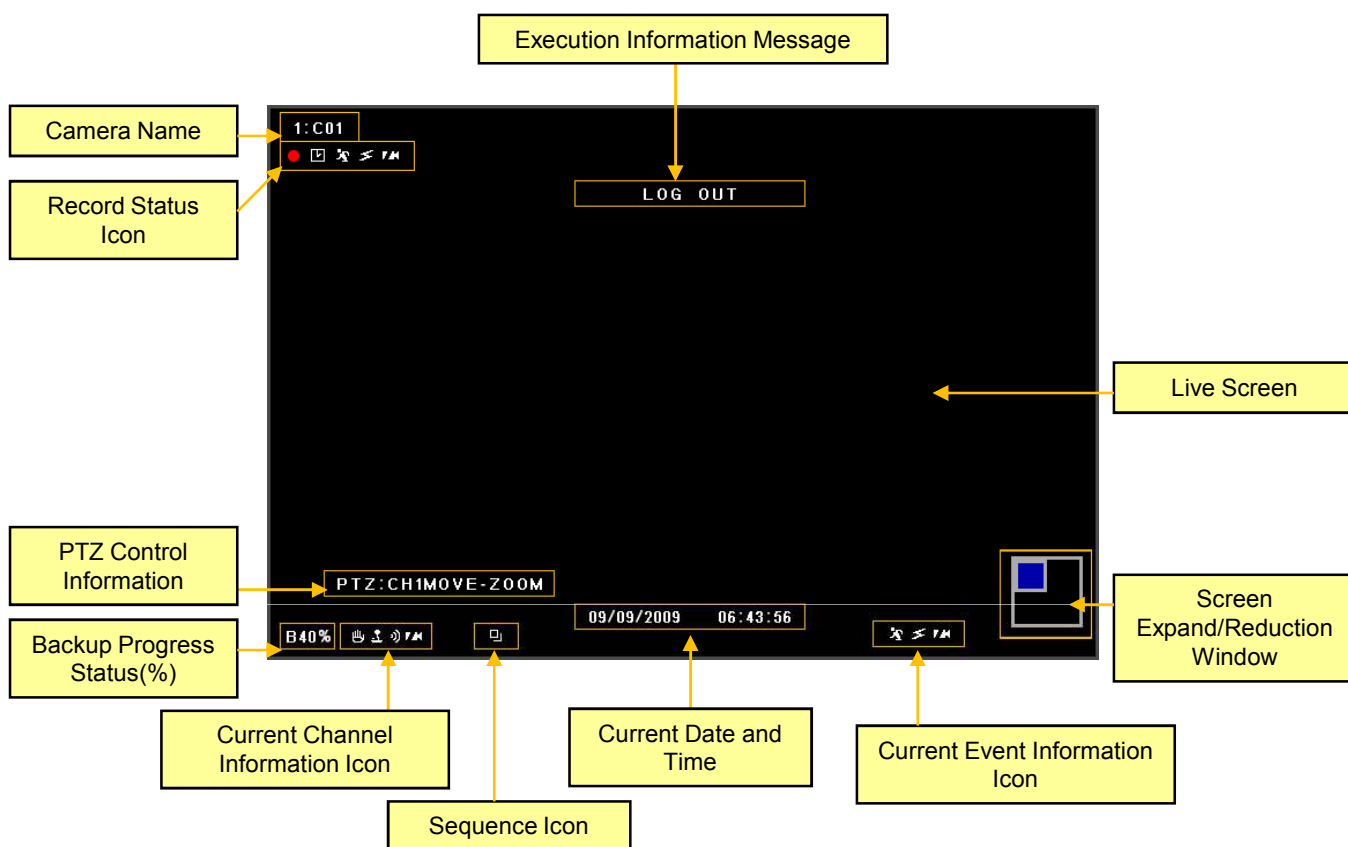 Execution Information Message
Camera Name
1:C01
Record Status
Icon
LOG OUT
Live Screen
PTZ Control
Information
PTZ:CH1MOVE-ZOOM
Screen
Expand/Reduction
Window
09/09/2009 06:43:56
Backup Progress
Status(%)
B40%
Current Channel
Information Icon
Sequence Icon
Current Date and
Time
Current Event Information
Icon